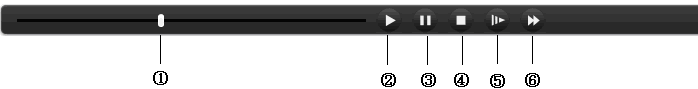 ① ② ③ ④ ⑤ ⑥